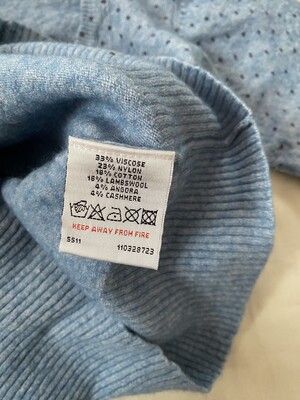 33% VISCOSE
23% NYLON
18% COTTON
18% LAMBSWOOL
4% ANGORA
4% CASHMERE
KEEP AWAY FROM FIRE
SS11 110328723